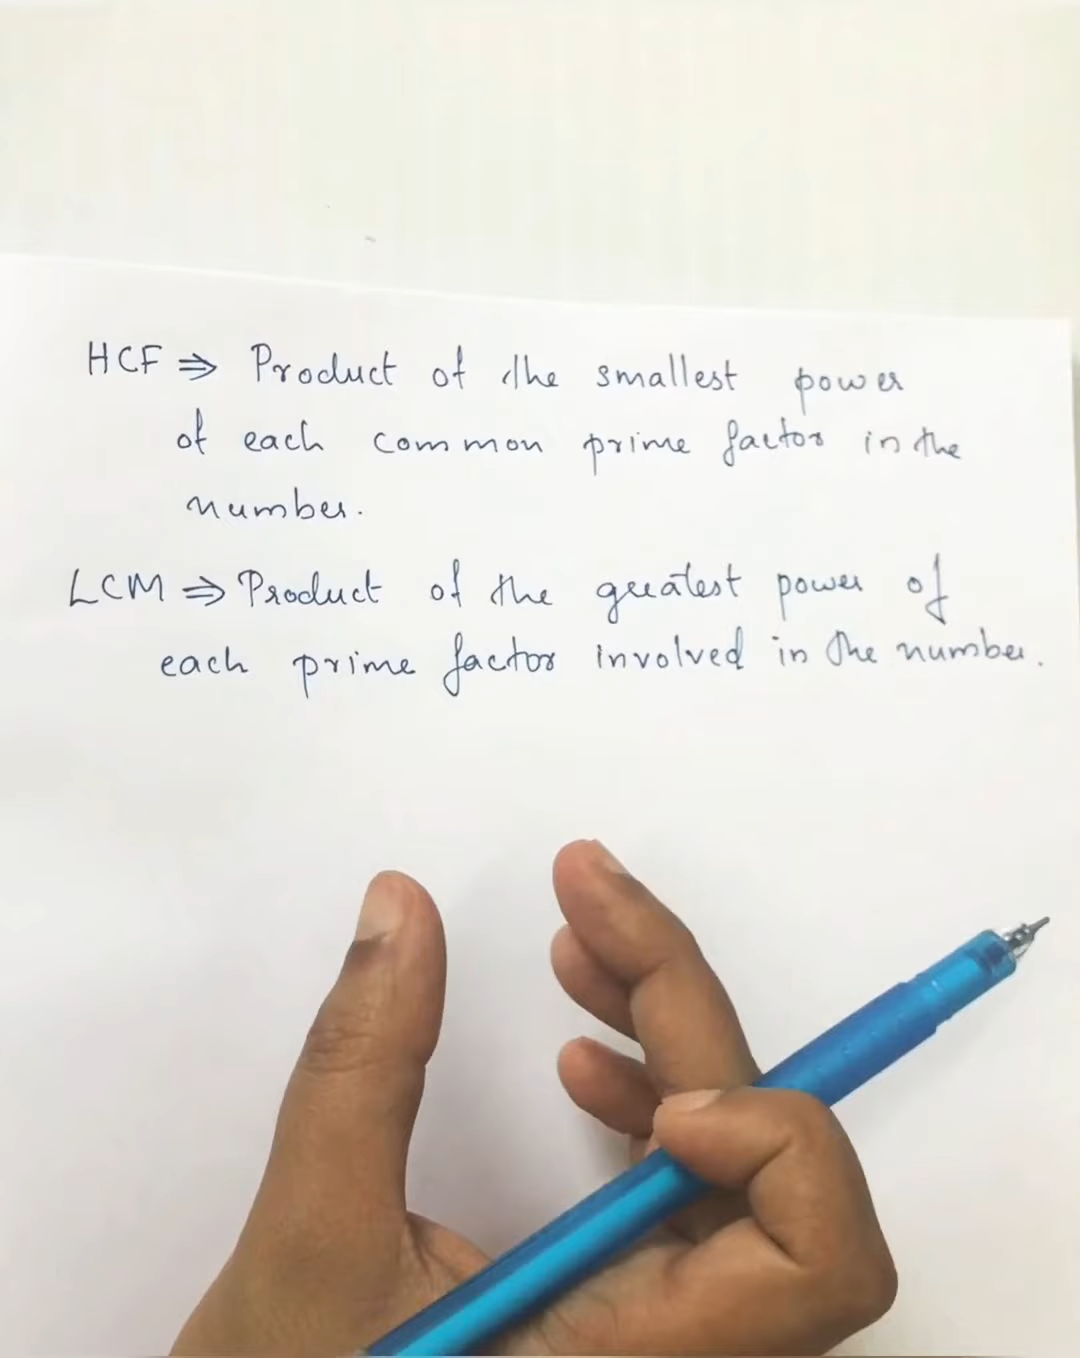 HCF ⇒ Product of the smallest power
of each common prime factor in the
number.
LCM ⇒ Product of the greatest power of
each prime factor involved in the number.